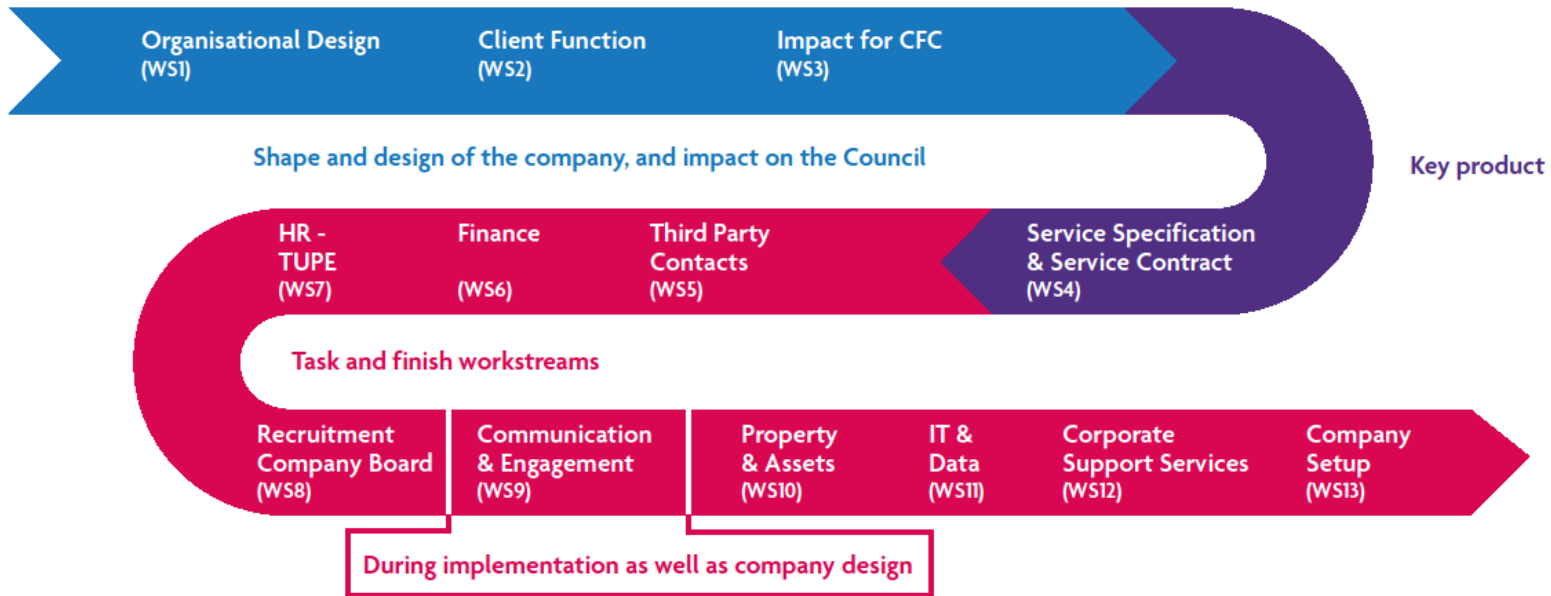 Organisational Design
(WS1)
Client Function
(WS2)
Impact for CFC
(WS3)
Shape and design of the company, and impact on the Council
Key product
HR -
TUPE
(WS7)
Finance
(WS6)
Third Party
Contacts
(WS5)
Service Specification
& Service Contract
(WS4)
Task and finish workstreams
Recruitment
Company Board
(WS8)
Communication
& Engagement
(WS9)
Property
& Assets
(WS10)
IT &
Data
(WS11)
Corporate
Support Services
(WS12)
Company
Setup
(WS13)
During implementation as well as company design